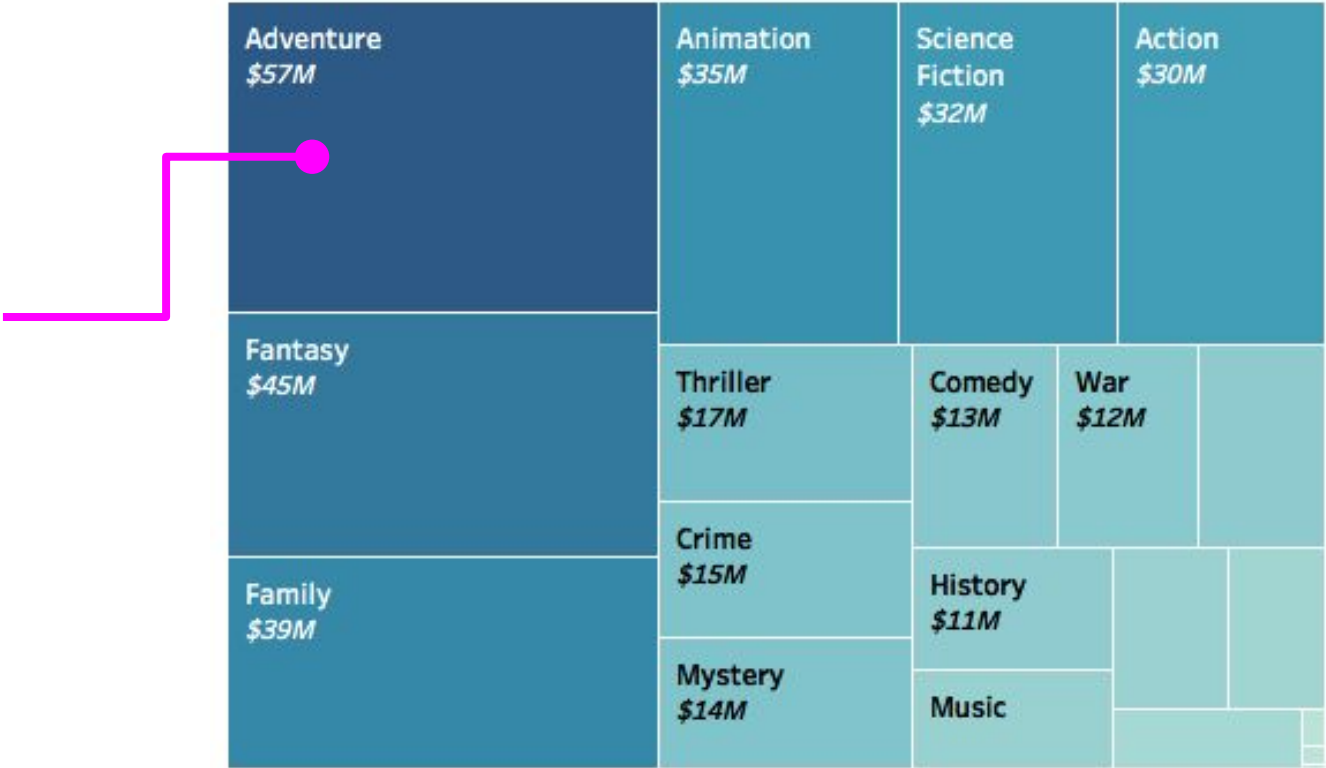 Adventure
$57M
Fantasy
$45M
Family
$39M
Animation
$35M
Science
Fiction
$32M
Action
$30M
Thriller
$17M
Crime
$15M
Mystery
$14M
Comedy
$13M
War
$12M
History
$11M
Music